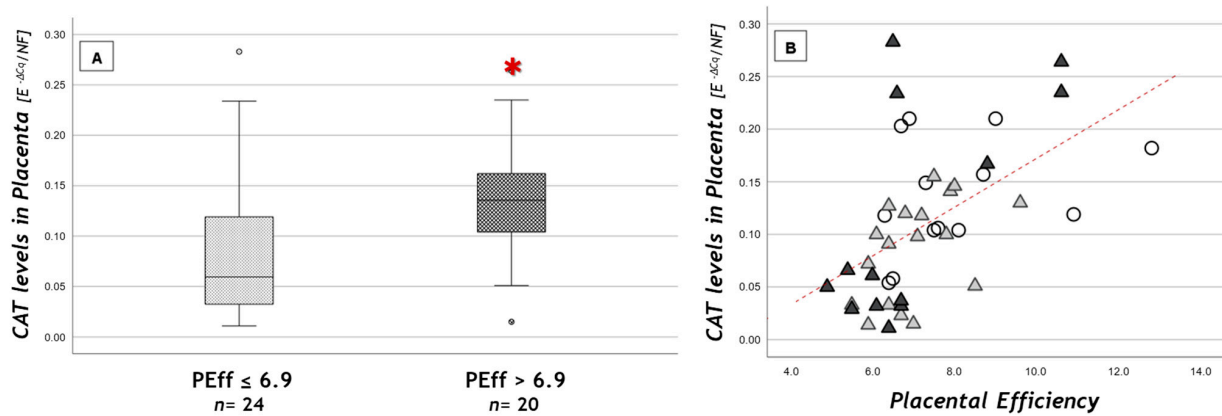 A
CAT levels in Placenta [E -ΔCq/NF]
0.30
0.25
0.20
0.15
0.10
0.05
0.00
PEff ≤ 6.9
n= 24
PEff > 6.9
n= 20
*
B
CAT levels in Placenta [E -ΔCq/NF]
0.30
0.25
0.20
0.15
0.10
0.05
0.00
4.0 6.0 8.0 10.0 12.0 14.0
Placental Efficiency